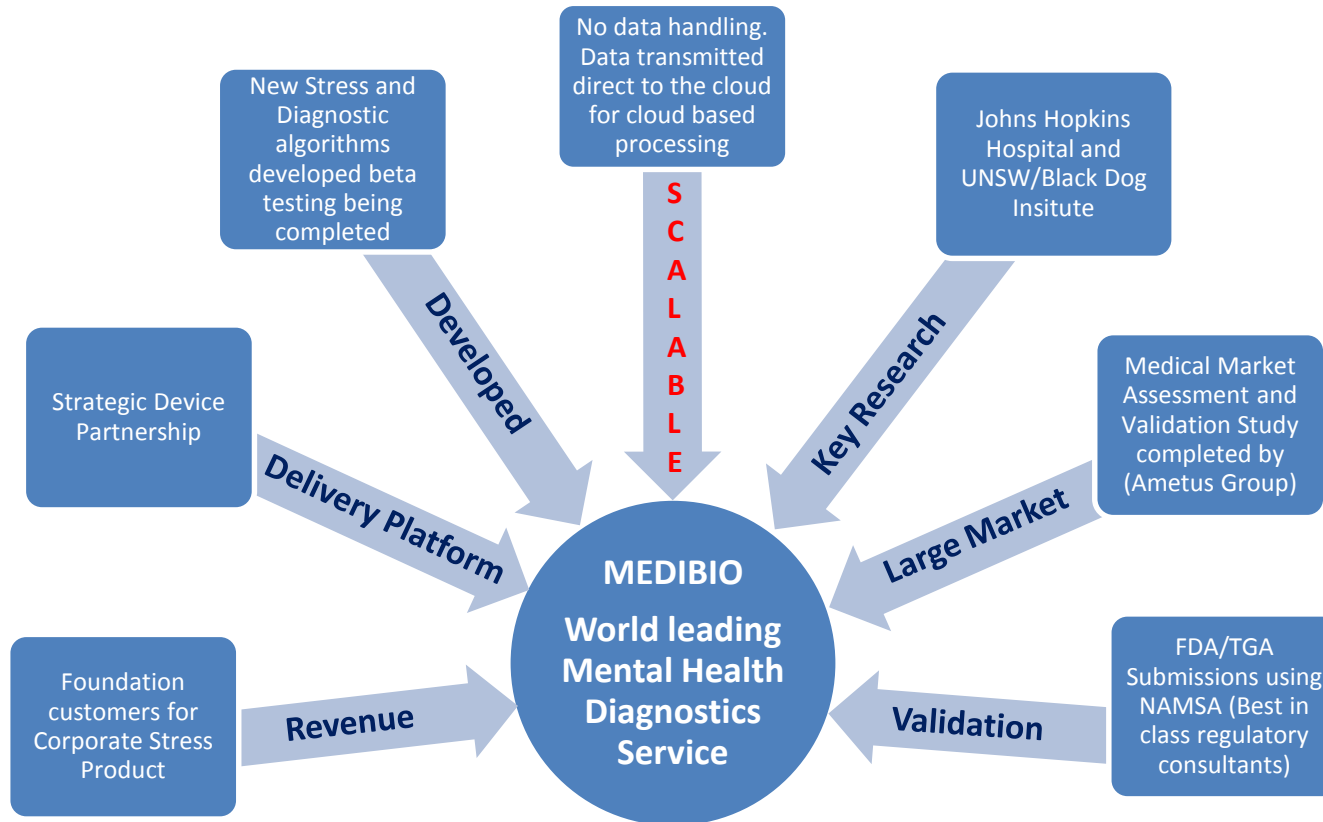 No data handling.
Data transmitted
direct to the cloud
for cloud based
processing
New Stress and
Diagnostic
algorithms
developed beta
testing being
completed
Johns Hopkins
Hospital and
UNSW/Black Dog
Insitute
S
C
A
L
A
B
L
E
Developed
Key Research
Strategic Device
Partnership
Medical Market
Assessment and
Validation Study
completed by
(Ametus Group)
Delivery Platform
Large Market
MEDIBIO
World leading
Mental Health
Diagnostics
Service
Foundation
customers for
Corporate Stress
Product
Revenue
Validation
FDA/TGA
Submissions using
NAMSA (Best in
class regulatory
consultants)